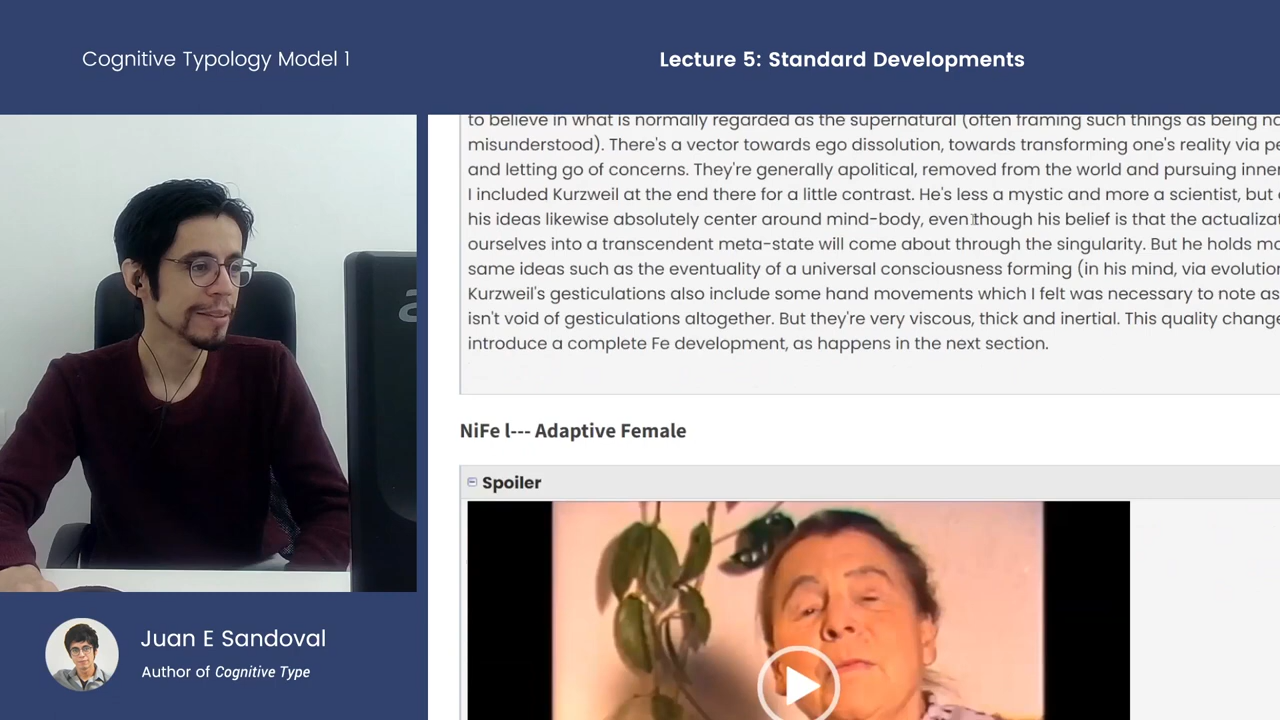 Cognitive Typology Model 1
Lecture 5: Standard Developments
to believe in what is normally regarded as the supernatural (often framing such things as being
misunderstood). There's a vector towards ego dissolution, towards transforming one's reality via
and letting go of concerns. They're generally apolitical, removed from the world and pursuing
I included Kurzweil at the end there for a little contrast. He's less a mystic and more a scientist, but
his ideas likewise absolutely center around mind-body, even though his belief is that the
ourselves into a transcendent meta-state will come about through the singularity. But he holds
same ideas such as the eventuality of a universal consciousness forming (in his mind, via
Kurzweil's gesticulations also include some hand movements which I felt was necessary to note as
isn't void of gesticulations altogether. But they're very viscous, thick and inertial. This quality
introduce a complete Fe development, as happens in the next section.
NiFe l--- Adaptive Female
Spoiler
Juan E Sandoval
Author of Cognitive Type